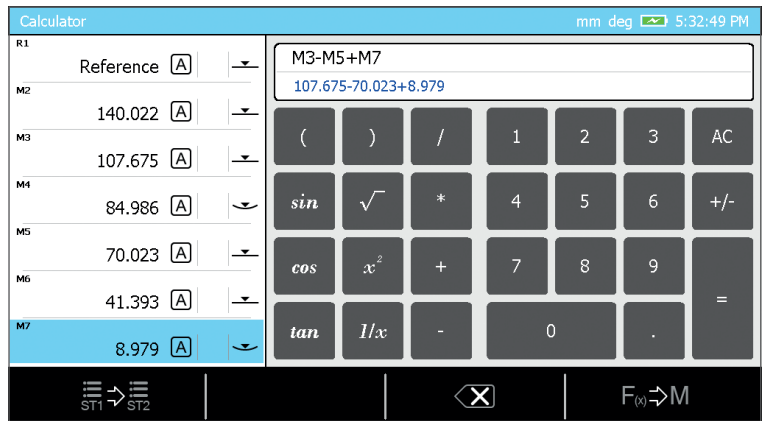 Calculator
mm deg 5:32:49 PM
R1
Reference A
M2
140.022 A
M3
107.675 A
M4
84.986 A
M5
70.023 A
M6
41.393 A
M7
8.979 A
M3-M5+M7
107.675-70.023+8.979
( ) / 1 2 3 AC
sin √ * 4 5 6 +/-
cos x² + 7 8 9
=
tan 1/x - 0 .
ST1 ST2
F(x) M